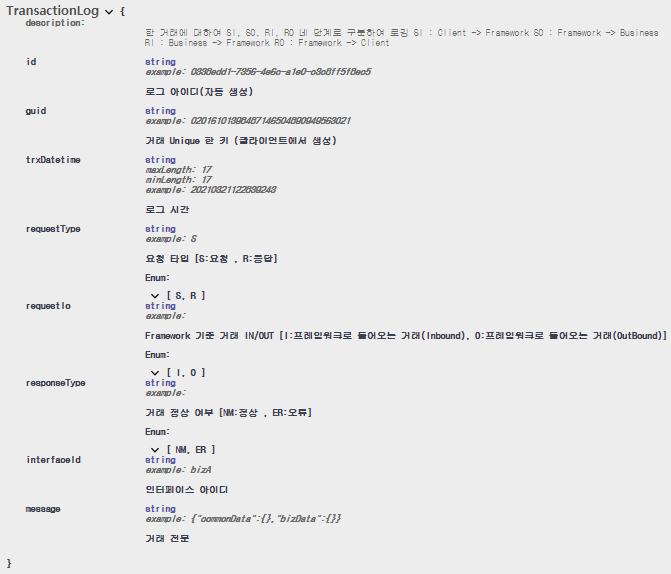 TransactionLog {
description:
한 거래에 대하여 SI, SO, RI, RO 네 단계로 구분하여 로깅 SI : Client -> Framework SO : Framework -> Business
RI : Business -> Framework RO : Framework -> Client
id string
example: 0338edd1-7356-4e6c-a1e0-c3c8ff5f8ec5
로그 아이디(자동 생성)
guid string
example: 020161013984671465046909495630​21
거래 Unique 한 키 (클라이언트에서 생성)
trxDatetime string
maxLength: 17
minLength: 17
example: 20210321122639243
로그 시간
requestType string
example: S
요청 타입 [S:요청 , R:응답]
Enum:
[ S, R ]
requestIo string
example:
Framework 기준 거래 IN/OUT [I:프레임워크로 들어오는 거래(Inbound), O:프레임워크로 들어오는 거래(OutBound)]
Enum:
[ I, O ]
responseType string
example:
거래 정상 여부 [NM:정상 , ER:오류]
Enum:
[ NM, ER ]
interfaceId string
example: bizA
인터페이스 아이디
message string
example: {"commonData":{},"bizData":{}}
거래 전문
}